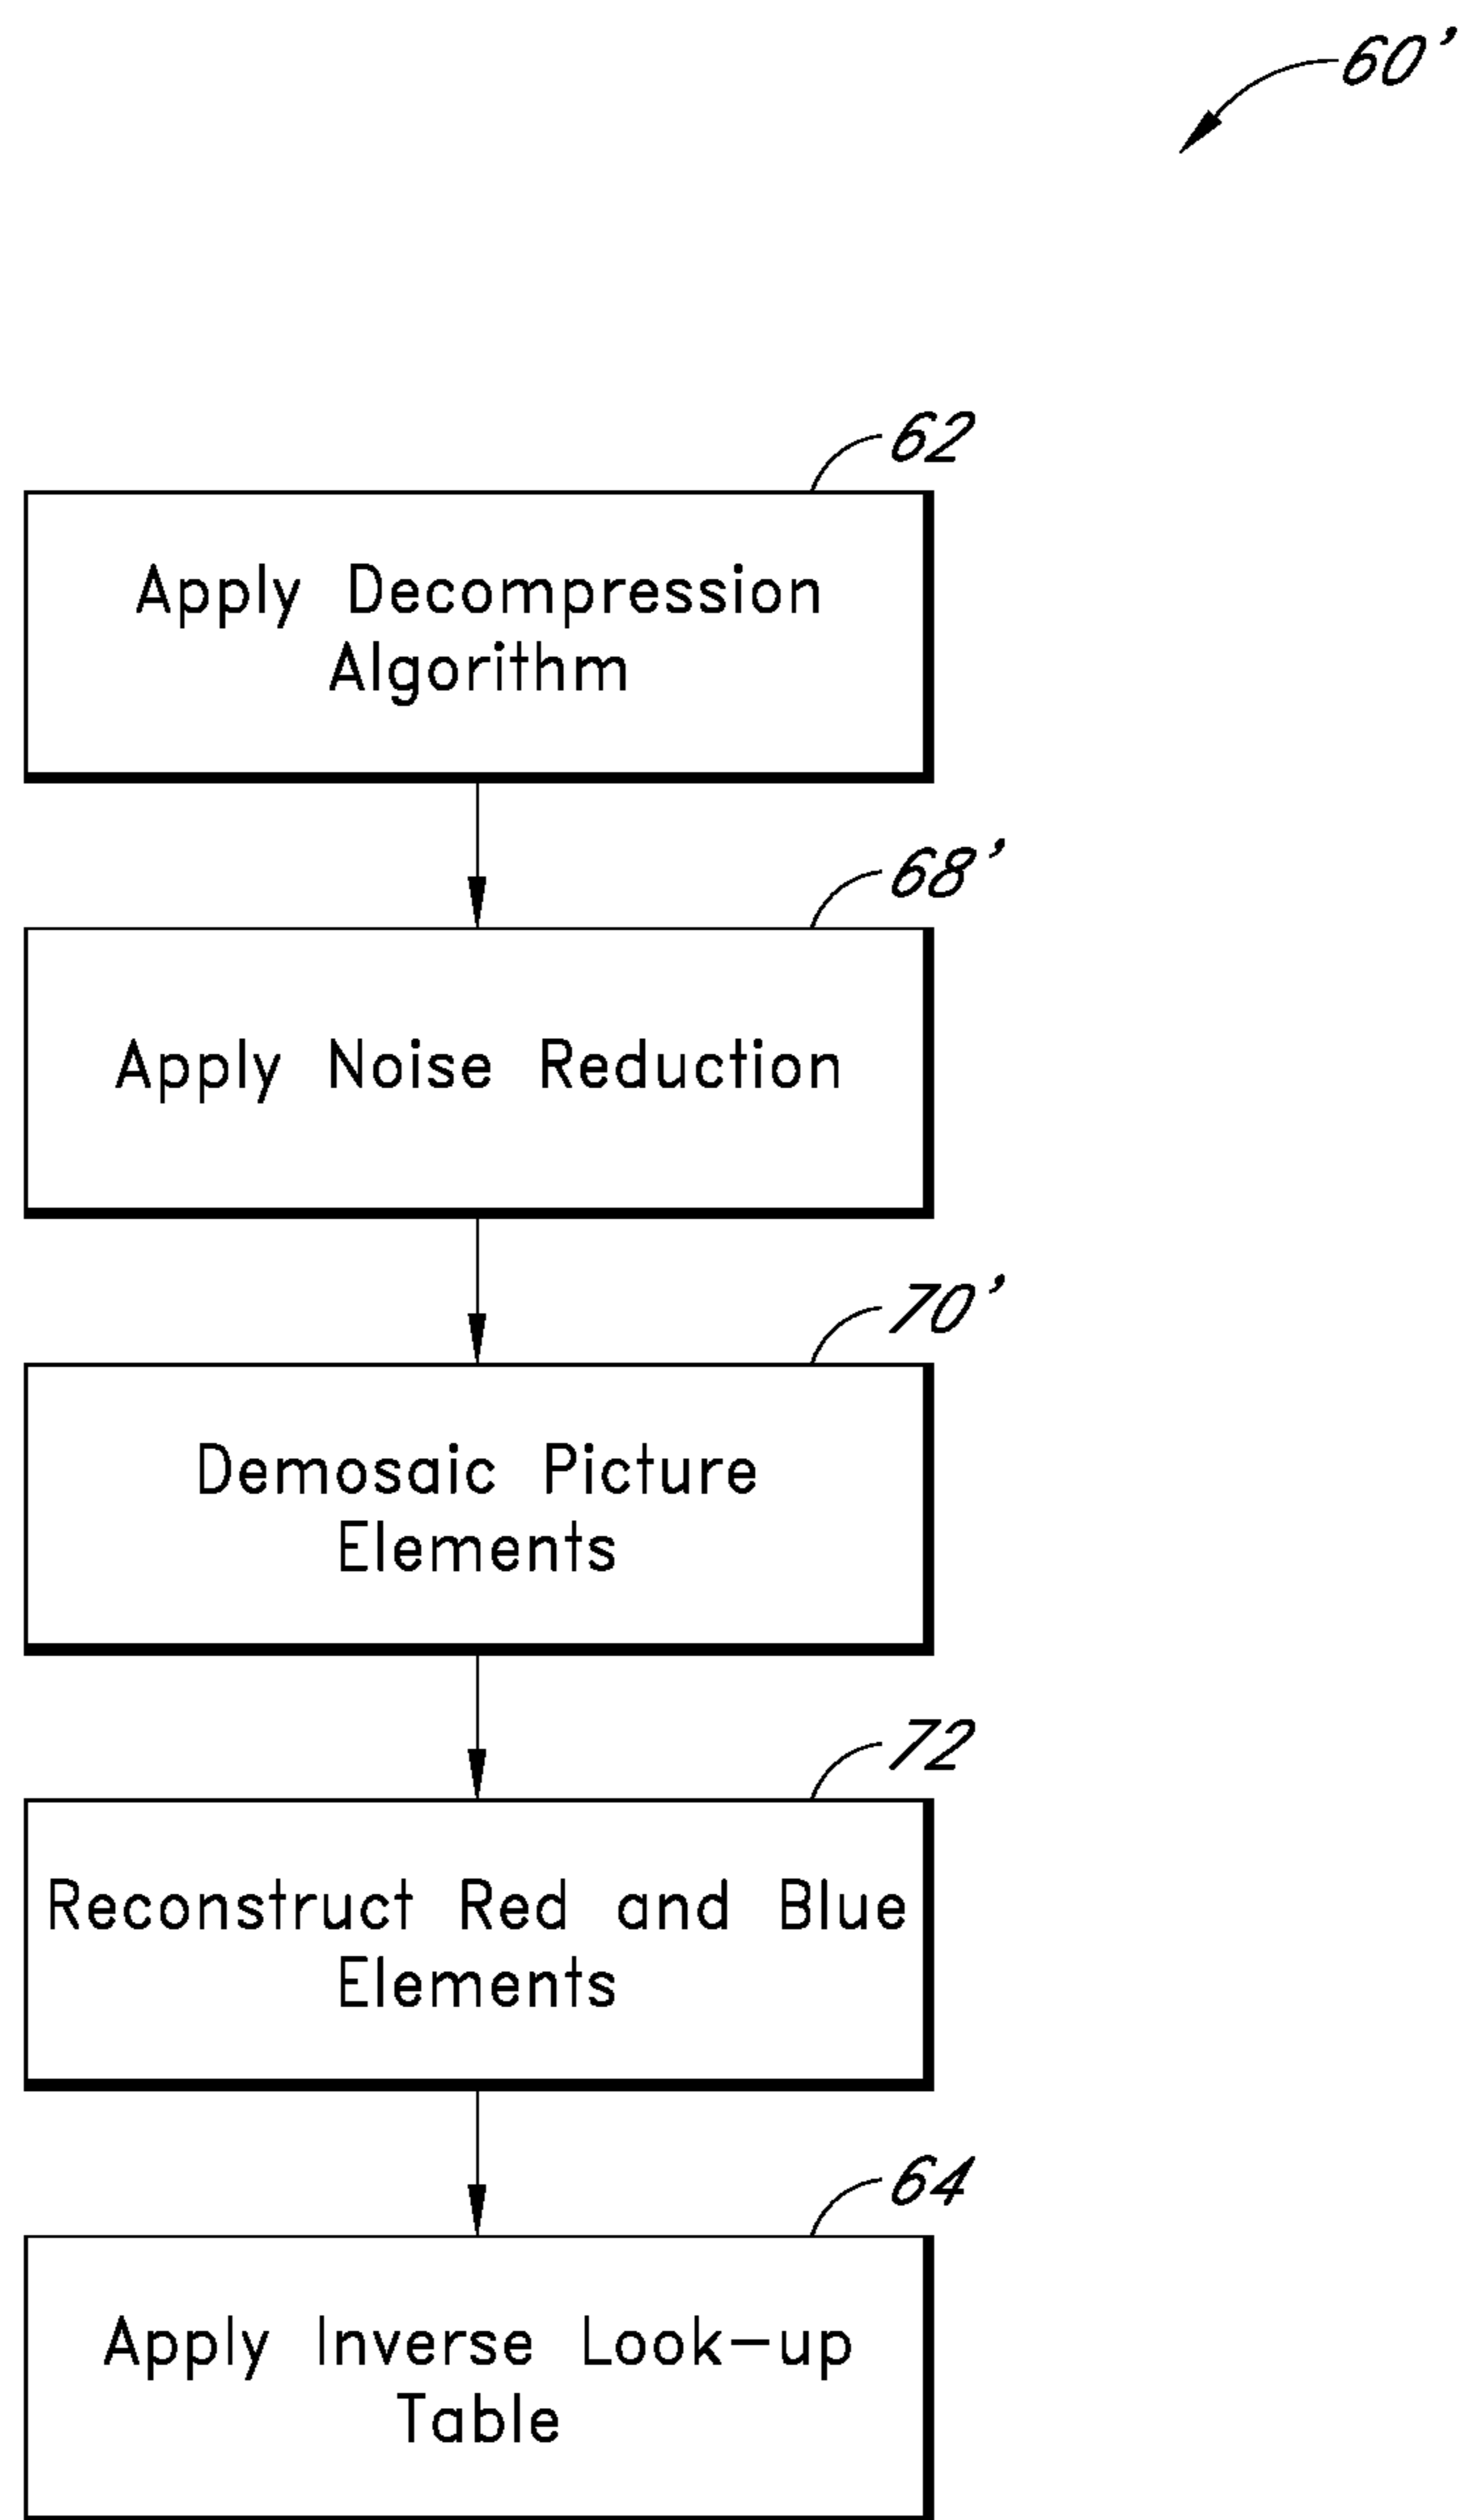 60'
62
Apply Decompression
Algorithm
68'
Apply Noise Reduction
70'
Demosaic Picture
Elements
72
Reconstruct Red and Blue
Elements
64
Apply Inverse Look-up
Table